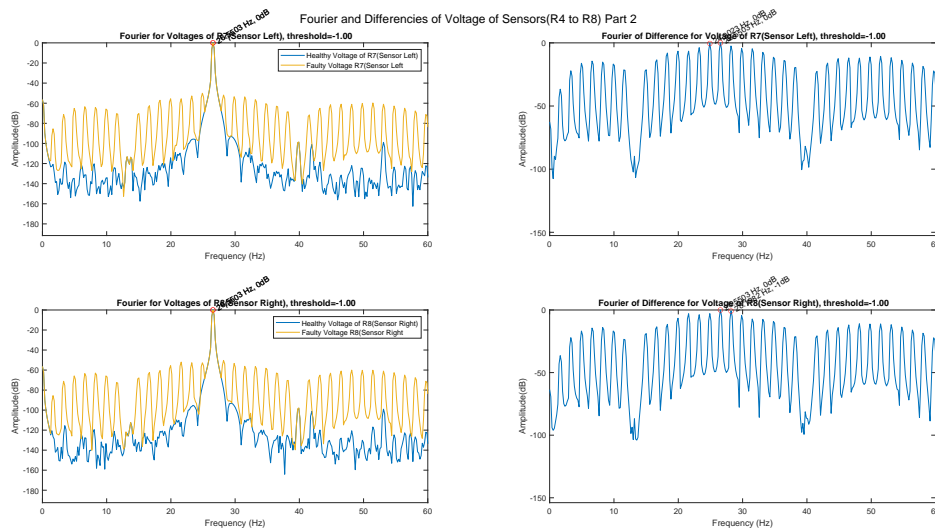 Fourier and Differencies of Voltage of Sensors(R4 to R8) Part 2
Fourier for Voltages of R7(Sensor Left), threshold=-1.00
Healthy Voltage of R7(Sensor Left)
Faulty Voltage R7(Sensor Left
Amplitude(dB)
0
-20
-40
-60
-80
-100
-120
-140
-160
-180
0 10 20 30 40 50 60
Frequency (Hz)
Fourier of Difference for Voltage of R7(Sensor Left), threshold=-1.00
Amplitude(dB)
0
-50
-100
-150
0 10 20 30 40 50 60
Frequency (Hz)
Fourier for Voltages of R8(Sensor Right), threshold=-1.00
Healthy Voltage of R8(Sensor Right)
Faulty Voltage R8(Sensor Right
Amplitude(dB)
0
-20
-40
-60
-80
-100
-120
-140
-160
-180
0 10 20 30 40 50 60
Frequency (Hz)
Fourier of Difference for Voltage of R8(Sensor Right), threshold=-1.00
Amplitude(dB)
0
-50
-100
-150
0 10 20 30 40 50 60
Frequency (Hz)